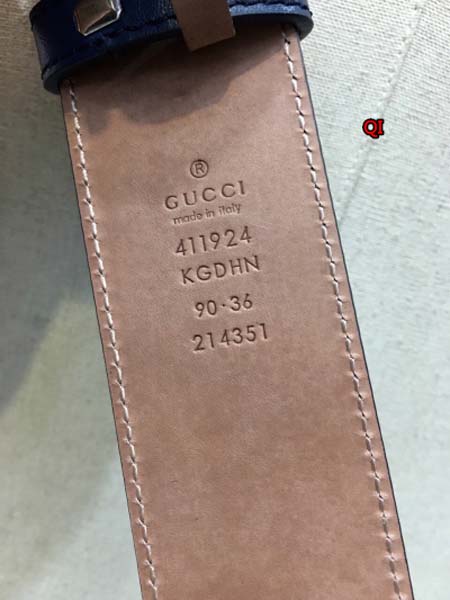 ®
GUCCI
made in italy
411924
KGDHN
90·36
214351
QI